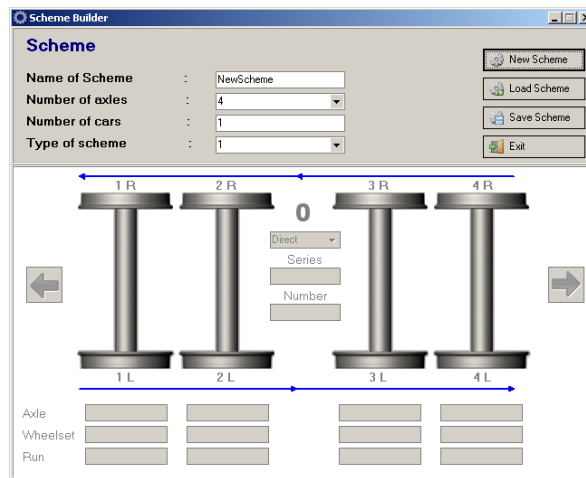 Scheme Builder
Scheme
Name of Scheme : NewScheme
Number of axles : 4
Number of cars : 1
Type of scheme : 1
New Scheme
Load Scheme
Save Scheme
Exit
1 R 2 R 3 R 4 R
0
Direct
Series
Number
1 L 2 L 3 L 4 L
Axle
Wheelset
Run